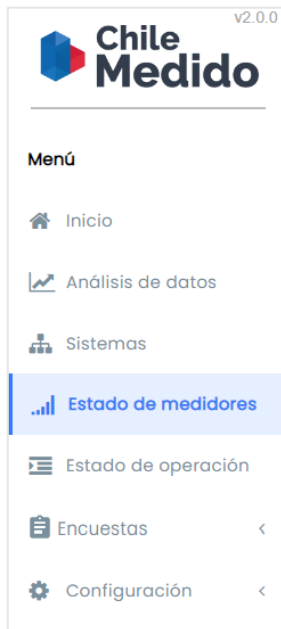 v2.0.0
Chile
Medido
Menú
Inicio
Análisis de datos
Sistemas
Estado de medidores
Estado de operación
Encuestas
Configuración